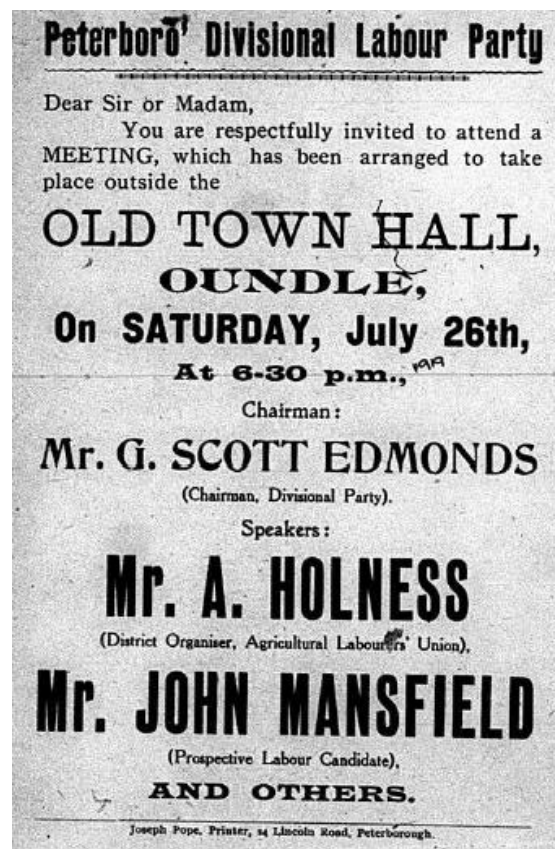 Peterboro' Divisional Labour Party
Dear Sir or Madam,
You are respectfully invited to attend a
MEETING, which has been arranged to take
place outside the
OLD TOWN HALL,
OUNDLE,
On SATURDAY, July 26th,
At 6-30 p.m., 1919
Chairman:
Mr. G. SCOTT EDMONDS
(Chairman, Divisional Party).
Speakers:
Mr. A. HOLNESS
(District Organiser, Agricultural Labourers' Union),
Mr. JOHN MANSFIELD
(Prospective Labour Candidate),
AND OTHERS.
Joseph Pope, Printer, 24 Lincoln Road, Peterborough.